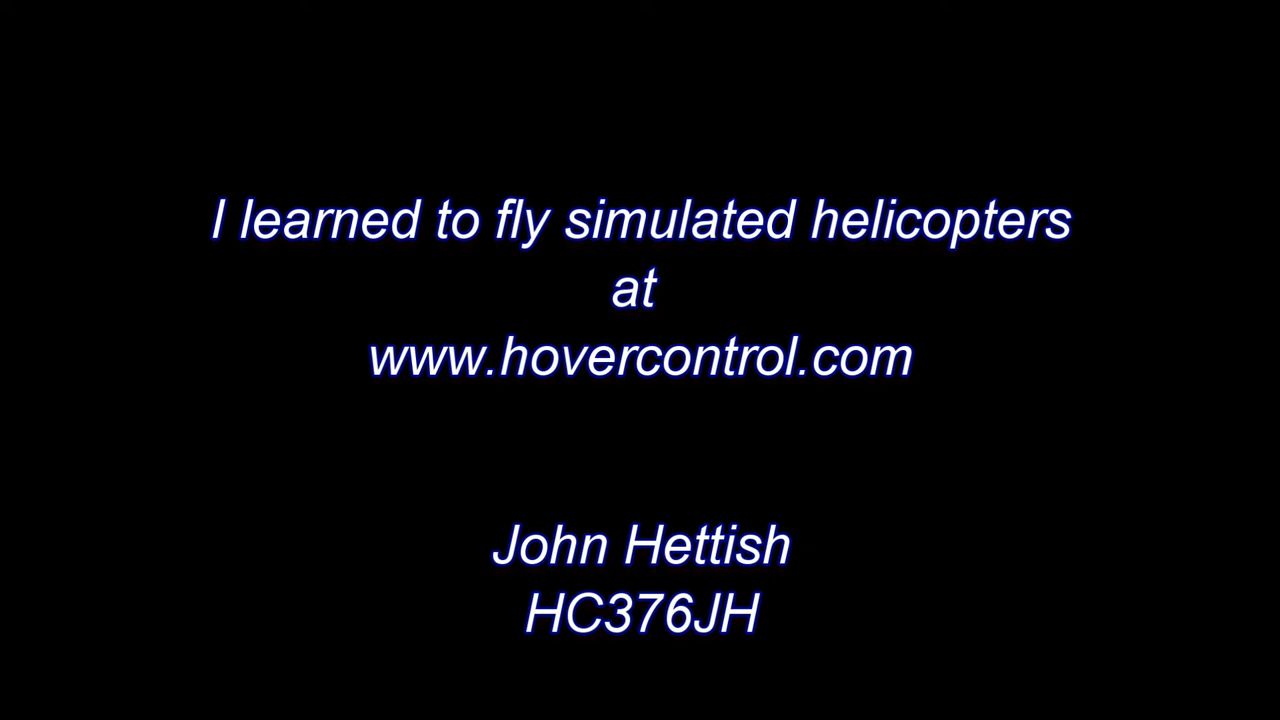 I learned to fly simulated helicopters
at
www.hovercontrol.com
John Hettish
HC376JH